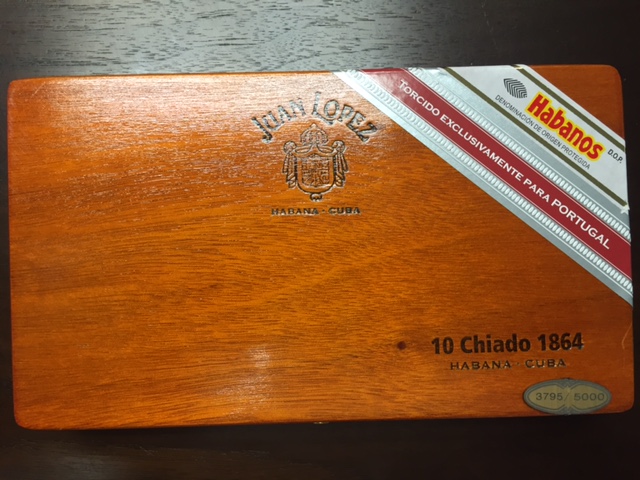 JUAN LOPEZ
HABANA - CUBA
TORCIDO EXCLUSIVAMENTE PARA PORTUGAL
Habanos
D.O.P.
DENOMINACIÓN DE ORIGEN PROTEGIDA
10 Chiado 1864
HABANA - CUBA
3795/ 5000